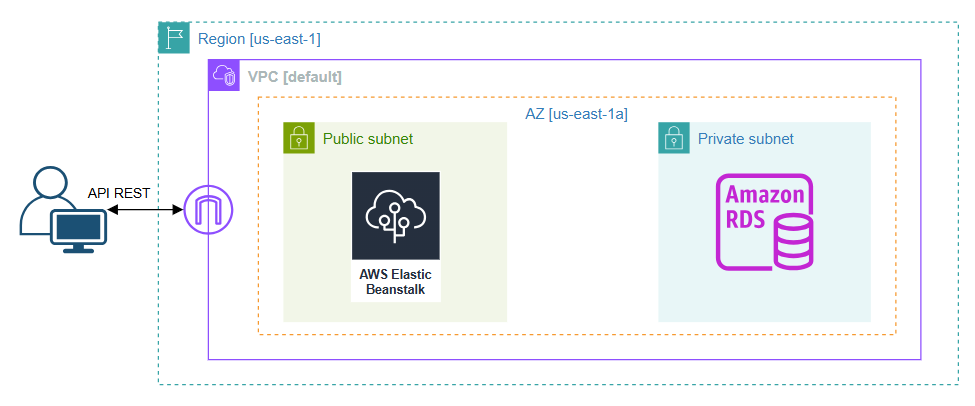 Region [us-east-1]
VPC [default]
AZ [us-east-1a]
Public subnet
Private subnet
API REST
Amazon
RDS
AWS Elastic
Beanstalk